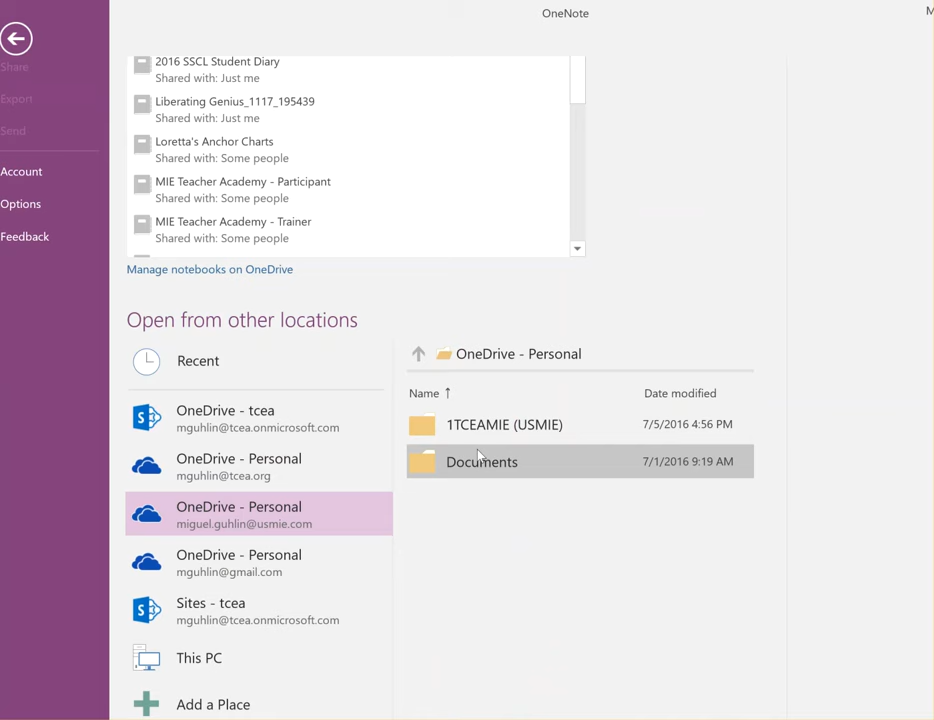 OneNote
M
Share
Export
Send
Account
Options
Feedback
2016 SSCL Student Diary
Shared with: Just me
Liberating Genius_1117_195439
Shared with: Just me
Loretta's Anchor Charts
Shared with: Some people
MIE Teacher Academy - Participant
Shared with: Some people
MIE Teacher Academy - Trainer
Shared with: Some people
Manage notebooks on OneDrive
Open from other locations
Recent
OneDrive - tcea
mguhlin@tcea.onmicrosoft.com
OneDrive - Personal
mguhlin@tcea.org
OneDrive - Personal
miguel.guhlin@usmie.com
OneDrive - Personal
mguhlin@gmail.com
Sites - tcea
mguhlin@tcea.onmicrosoft.com
This PC
Add a Place
OneDrive - Personal
Name ↑ Date modified
1TCEAMIE (USMIE) 7/5/2016 4:56 PM
Documents 7/1/2016 9:19 AM